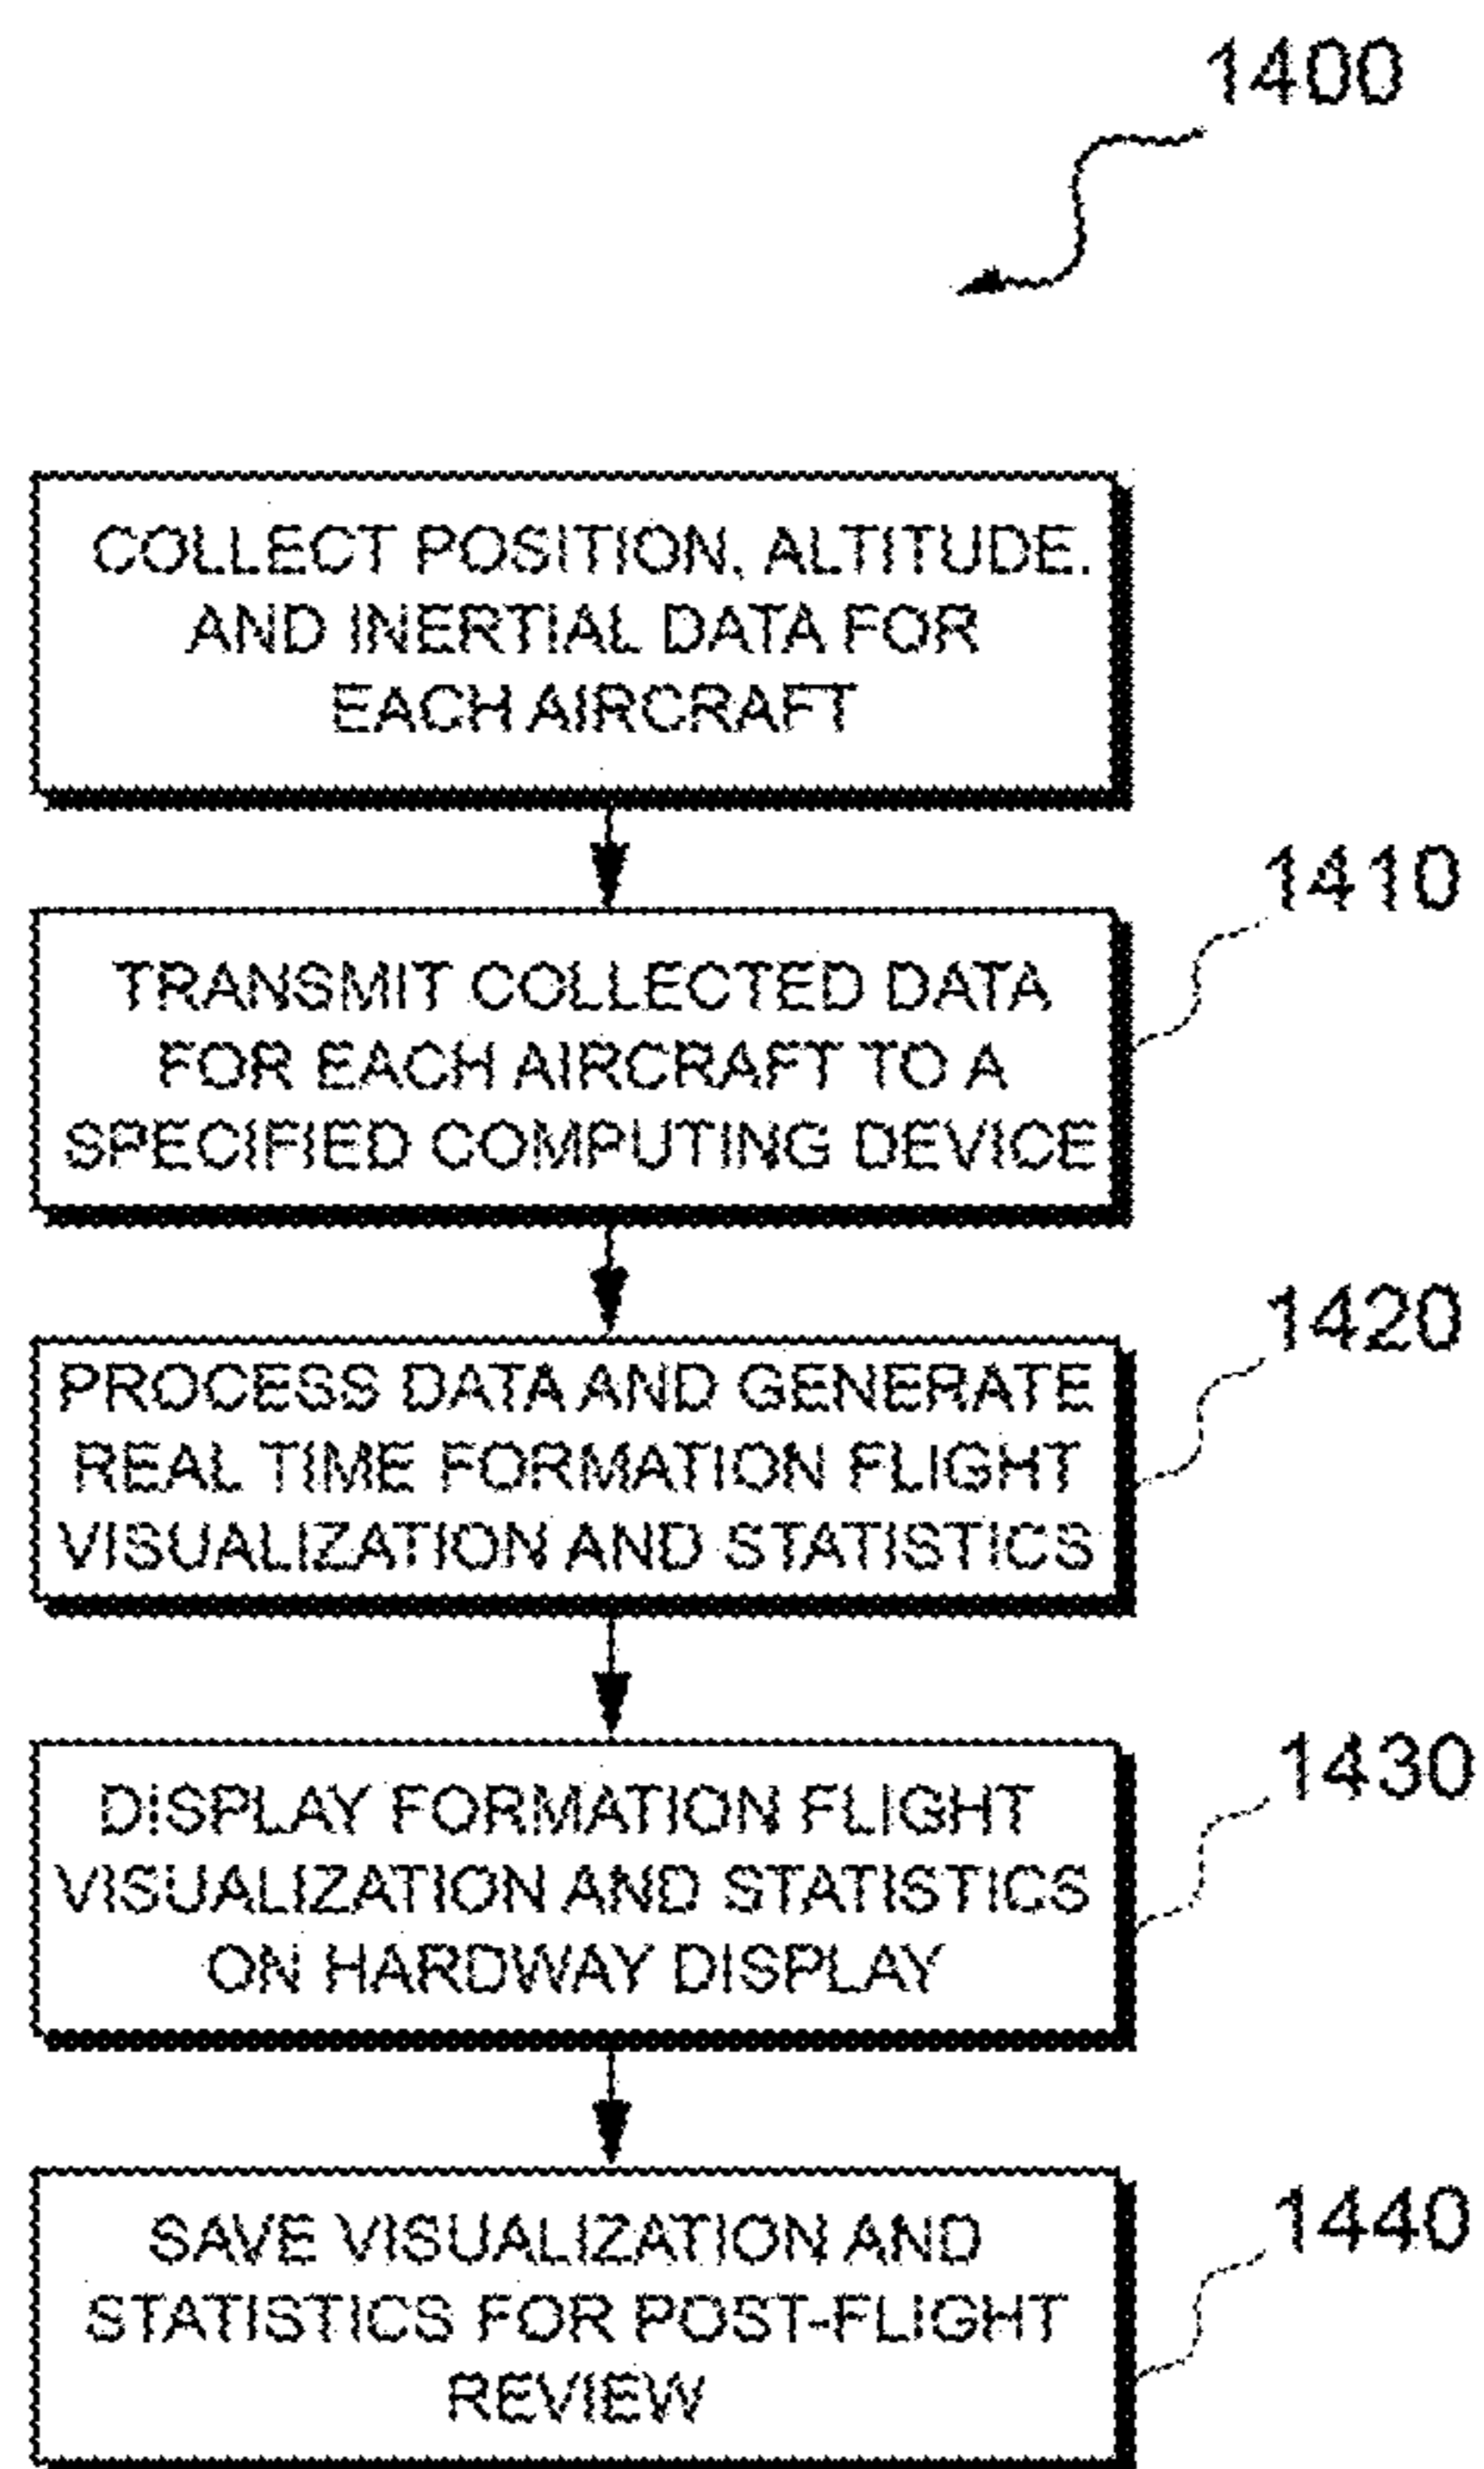 1400
COLLECT POSITION, ALTITUDE,
AND INERTIAL DATA FOR
EACH AIRCRAFT
1410
TRANSMIT COLLECTED DATA
FOR EACH AIRCRAFT TO A
SPECIFIED COMPUTING DEVICE
1420
PROCESS DATA AND GENERATE
REAL TIME FORMATION FLIGHT
VISUALIZATION AND STATISTICS
1430
DISPLAY FORMATION FLIGHT
VISUALIZATION AND STATISTICS
ON HARDWAY DISPLAY
1440
SAVE VISUALIZATION AND
STATISTICS FOR POST-FLIGHT
REVIEW